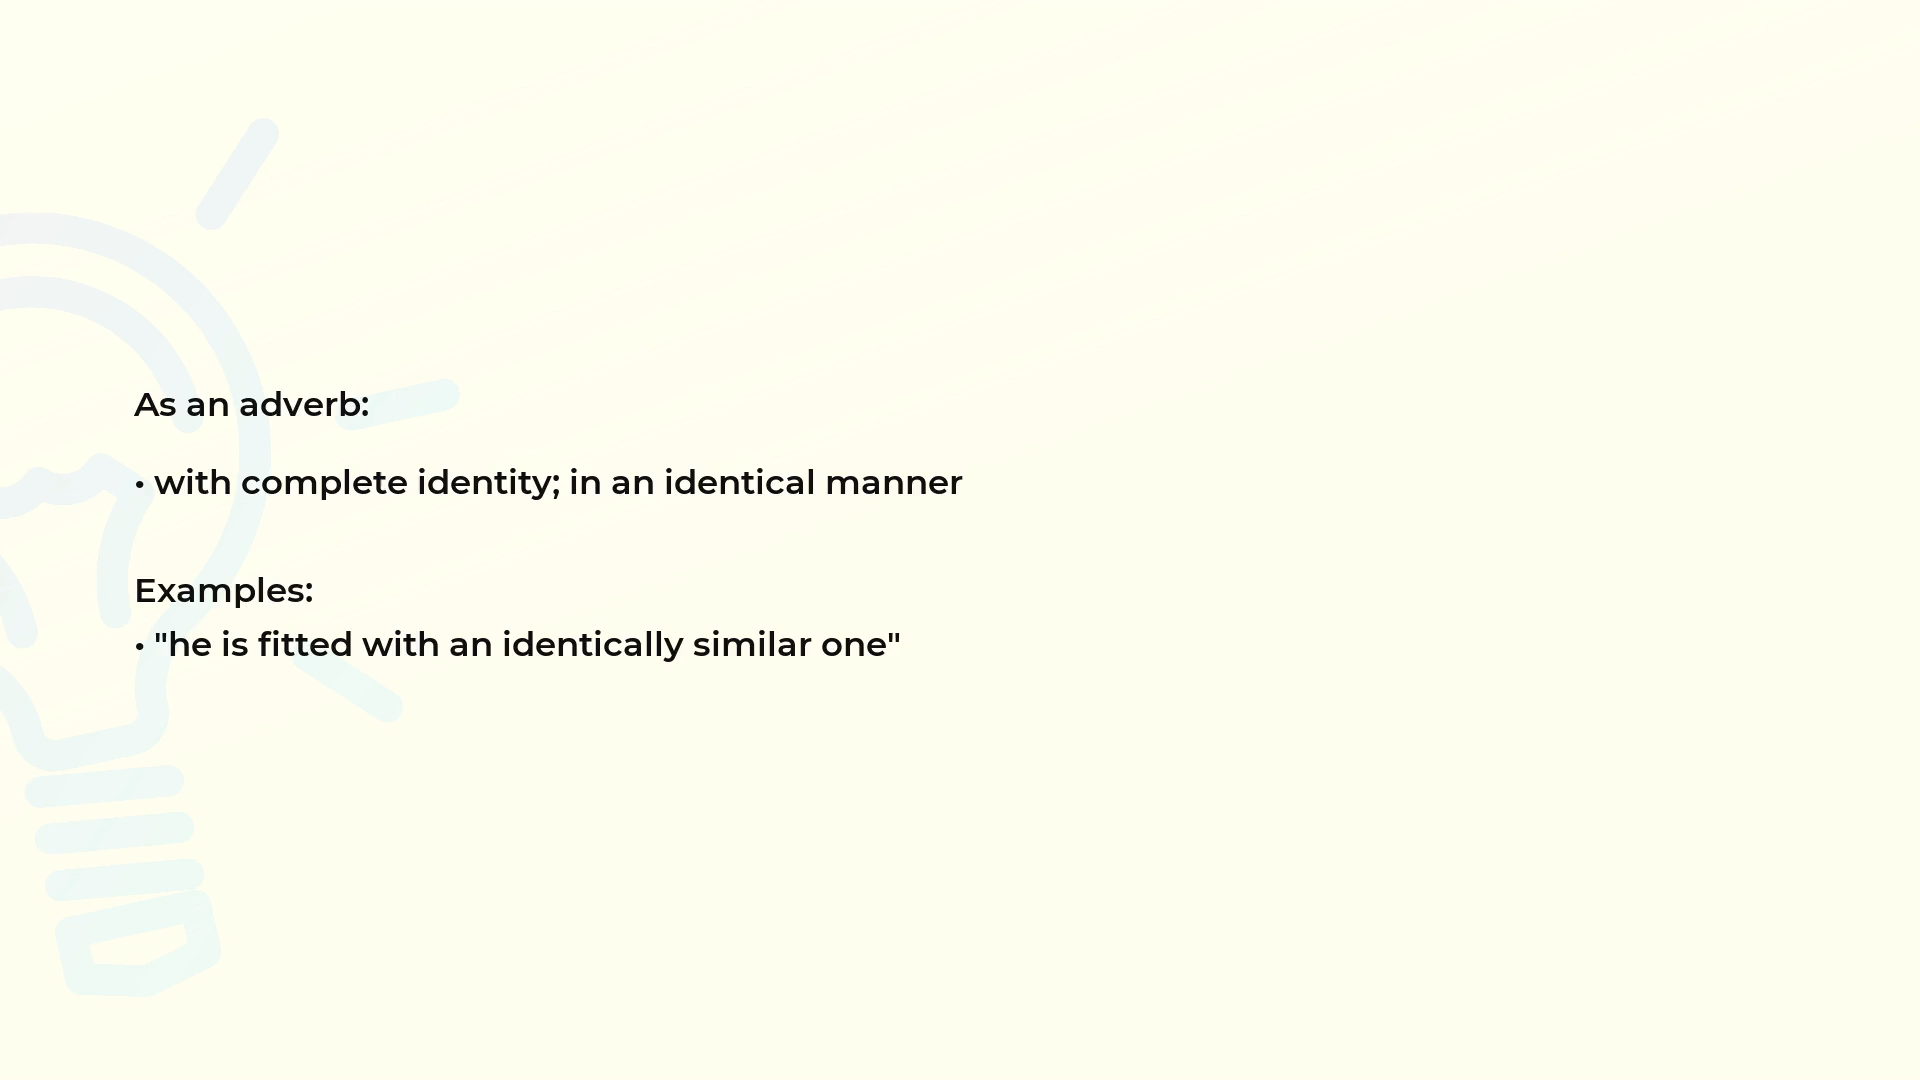 As an adverb:
• with complete identity; in an identical manner
Examples:
• "he is fitted with an identically similar one"